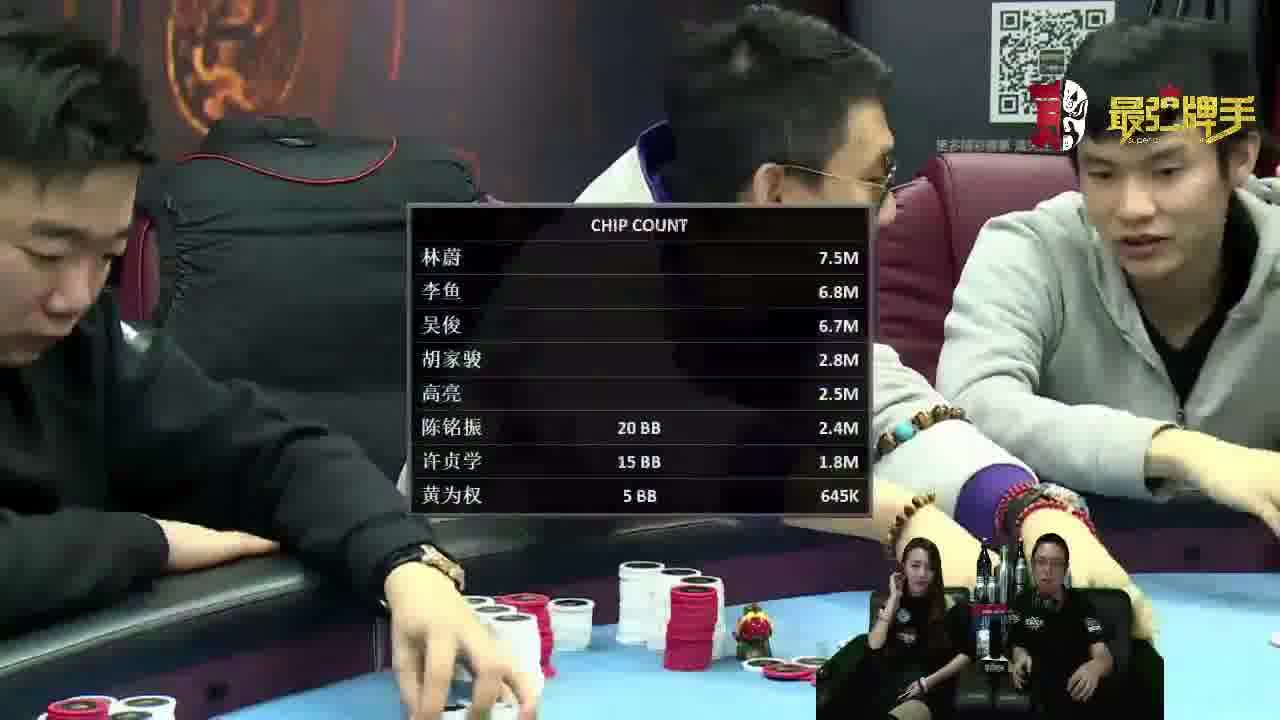 最强牌手
CHIP COUNT
林蔚 7.5M
李鱼 6.8M
吴俊 6.7M
胡家骏 2.8M
高亮 2.5M
陈铭振 20 BB 2.4M
许贞学 15 BB 1.8M
黄为权 5 BB 645K